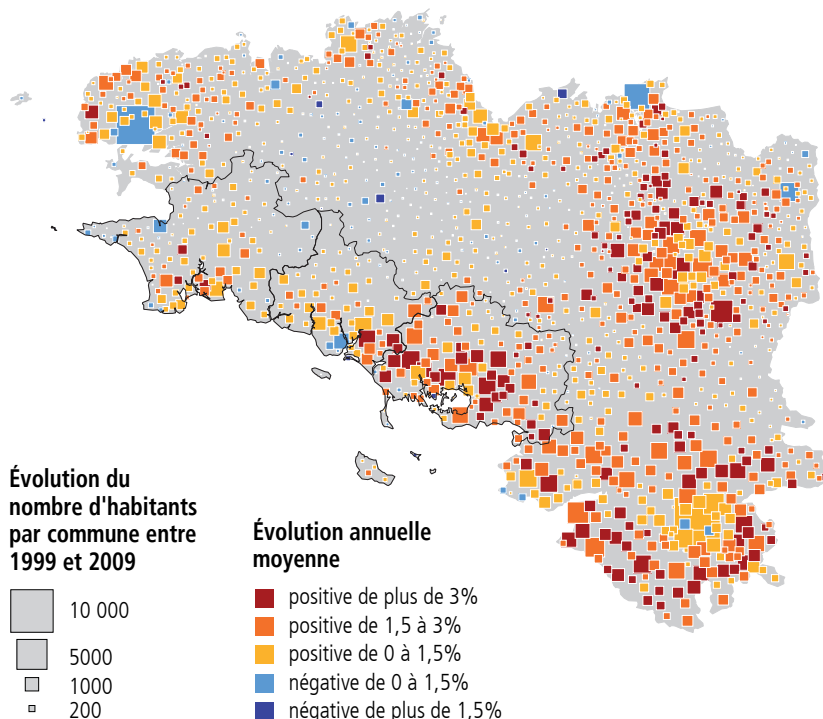 Évolution du
nombre d'habitants
par commune entre
1999 et 2009
10 000
5000
1000
200
Évolution annuelle
moyenne
positive de plus de 3%
positive de 1,5 à 3%
positive de 0 à 1,5%
négative de 0 à 1,5%
négative de plus de 1,5%